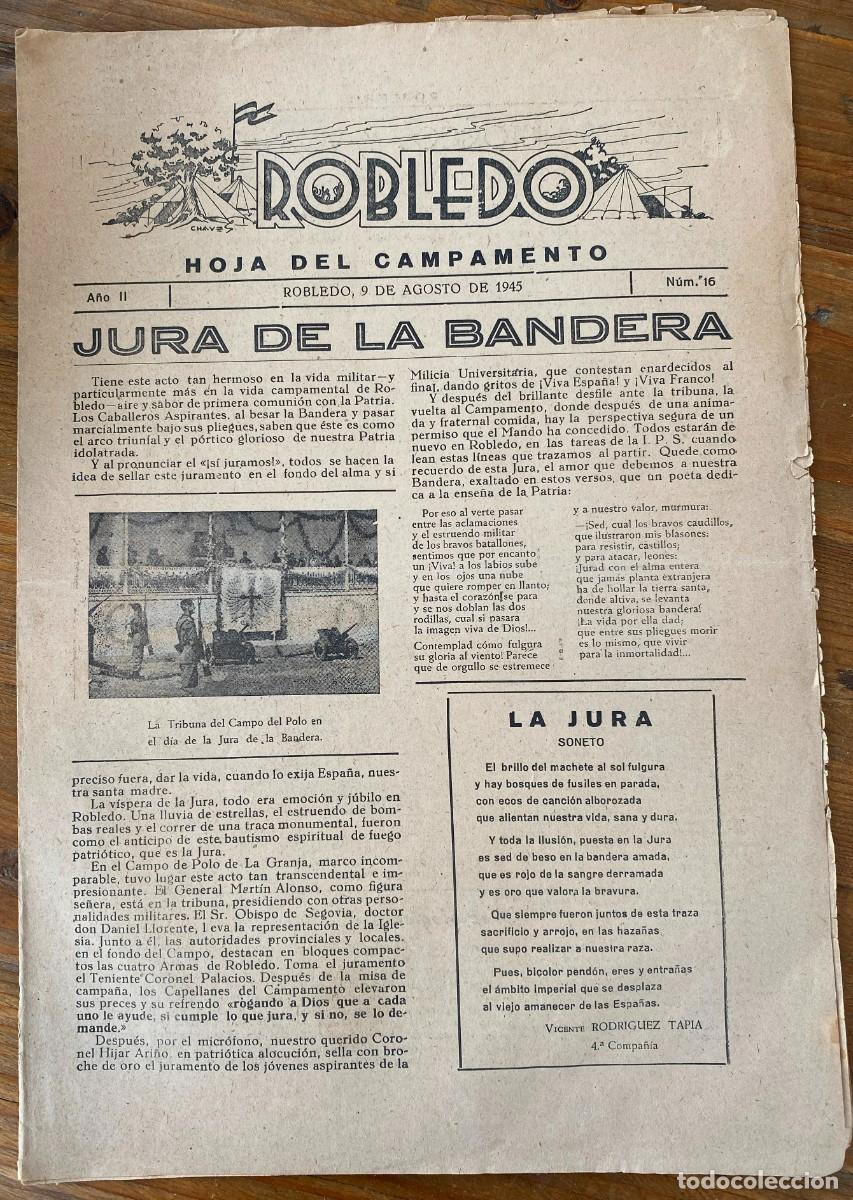 CHAVES
ROBLEDO
HOJA DEL CAMPAMENTO
Año II
ROBLEDO, 9 DE AGOSTO DE 1945
Núm. 16
JURA DE LA BANDERA
Tiene este acto tan hermoso en la vida militar—y
particularmente más en la vida campamental de Ro-
bledo—aire y sabor de primera comunión con la Patria.
Los Caballeros Aspirantes, al besar la Bandera y pasar
marcialmente bajo sus pliegues, saben que éste es como
el arco triunfal y el pórtico glorioso de nuestra Patria
idolatrada.
Y al pronunciar el «¡sí juramos!», todos se hacen la
idea de sellar este juramento en el fondo del alma y si
La Tribuna del Campo del Polo en
el día de la Jura de la Bandera.
preciso fuera, dar la vida, cuando lo exija España, nues-
tra santa madre.
La víspera de la Jura, todo era emoción y júbilo en
Robledo. Una lluvia de estrellas, el estruendo de bom-
bas reales y el correr de una traca monumental, fueron
como el anticipo de este bautismo espiritual de fuego
patriótico, que es la Jura.
En el Campo de Polo de La Granja, marco incom-
parable, tuvo lugar este acto tan transcendental e im-
presionante. El General Martín Alonso, como figura
señera, está en la tribuna, presidiendo con otras perso-
nalidades militares. El Sr. Obispo de Segovia, doctor
don Daniel Llorente, l eva la representación de la Igle-
sia. Junto a él, las autoridades provinciales y locales.
en el fondo del Campo, destacan en bloques compac-
tos las cuatro Armas de Robledo. Toma el juramento
el Teniente Coronel Palacios. Después de la misa de
campaña, los Capellanes del Campamento elevaron
sus preces y su refrendo «rogando a Dios que a cada
uno le ayude, si cumple lo que jura, y si no, se lo de-
mande.»
Después, por el micrófono, nuestro querido Coro-
nel Hijar Ariño, en patriótica alocución, sella con bro-
che de oro el juramento de los jóvenes aspirantes de la
Milicia Universitaria, que contestan enardecidos al
final, dando gritos de ¡Viva España! y ¡Viva Franco!
Y después del brillante desfile ante la tribuna, la
vuelta al Campamento, donde después de una anima-
da y fraternal comida, hay la perspectiva segura de un
permiso que el Mando ha concedido. Todos estarán de
nuevo en Robledo, en las tareas de la I. P. S. cuando
lean estas líneas que trazamos al partir. Quede como
recuerdo de esta Jura, el amor que debemos a nuestra
Bandera, exaltado en estos versos, que un poeta dedi-
ca a la enseña de la Patria:
Por eso al verte pasar
entre las aclamaciones
y el estruendo militar
de los bravos batallones,
sentimos que por encanto
un ¡Viva! a los labios sube
y en los ojos una nube
que quiere romper en llanto;
y hasta el corazón se para
y se nos doblan las dos
rodillas, cual si pasara
la imagen viva de Dios!...
Contemplad cómo fulgura
su gloria al viento! Parece
que de orgullo se estremece
y a nuestro valor, murmura:
—¡Sed, cual los bravos caudillos,
que ilustraron mis blasones:
para resistir, castillos;
y para atacar, leones:
¡Jurad con el alma entera
que jamás planta extranjera
ha de hollar la tierra santa,
donde altiva, se levanta
nuestra gloriosa bandera!
¡La vida por ella dad;
que entre sus pliegues morir
es lo mismo, que vivir
para la inmortalidad!...
LA JURA
SONETO
El brillo del machete al sol fulgura
y hay bosques de fusiles en parada,
con ecos de canción alborozada
que alientan nuestra vida, sana y dura.
Y toda la ilusión, puesta en la Jura
es sed de beso en la bandera amada,
que es rojo de la sangre derramada
y es oro que valora la bravura.
Que siempre fueron juntos de esta traza
sacrificio y arrojo, en las hazañas
que supo realizar a nuestra raza.
Pues, bicolor pendón, eres y entrañas
el ámbito imperial que se desplaza
al viejo amanecer de las Españas.
VICENTE RODRIGUEZ TAPIA
4.ª Compañía
todocoleccion